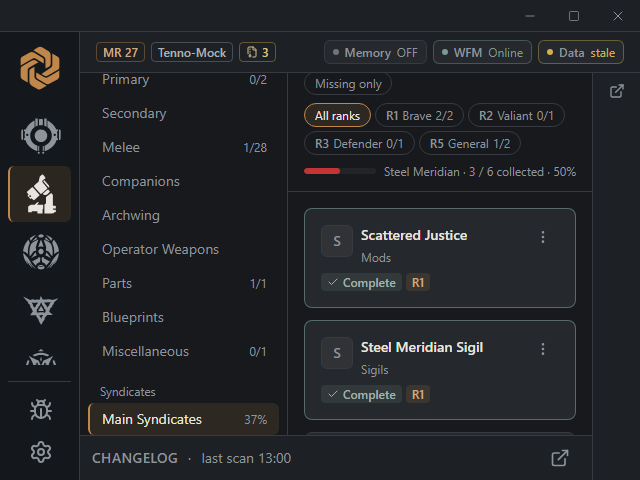 MR 27 Tenno-Mock 3 Memory OFF WFM Online Data stale
Primary 0/2
Secondary
Melee 1/28
Companions
Archwing
Operator Weapons
Parts 1/1
Blueprints
Miscellaneous 0/1
Syndicates
Main Syndicates 37%
Missing only
All ranks R1 Brave 2/2 R2 Valiant 0/1
R3 Defender 0/1 R5 General 1/2
Steel Meridian · 3 / 6 collected · 50%
S Scattered Justice
Mods
Complete R1
S Steel Meridian Sigil
Sigils
Complete R1
CHANGELOG · last scan 13:00